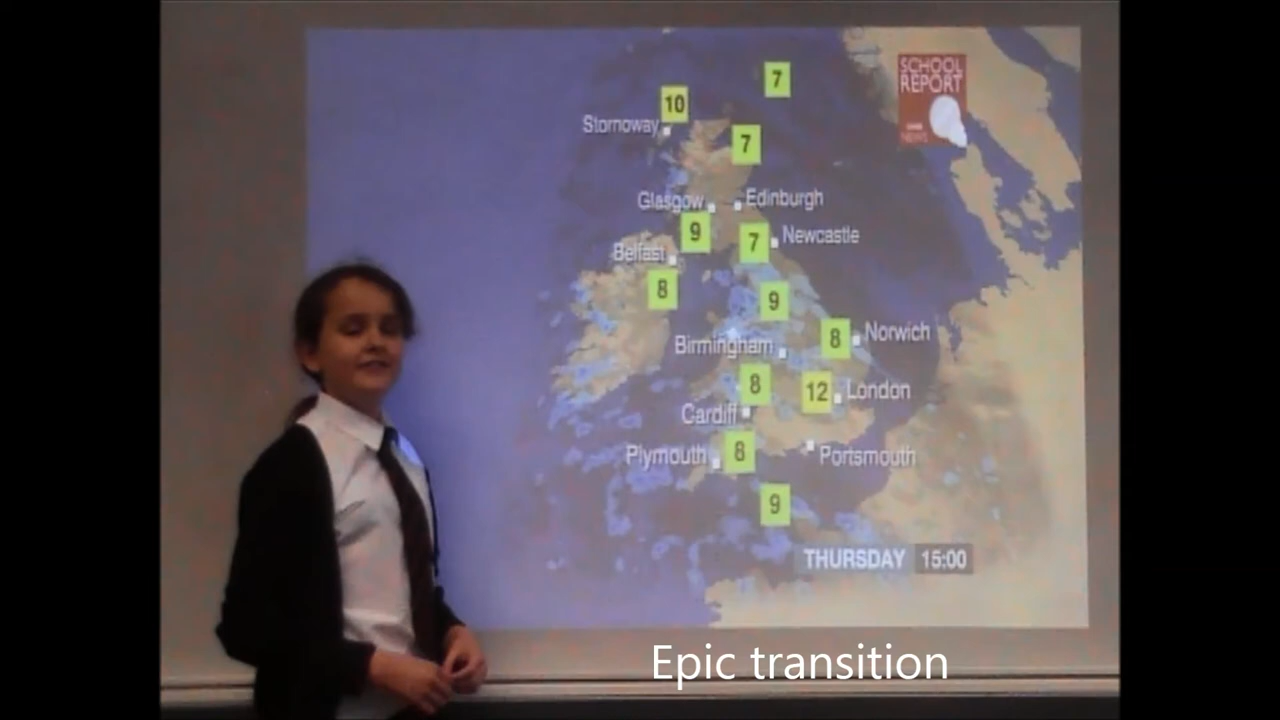 SCHOOL
REPORT
NEWS
7
10
Stornoway
7
Glasgow
Edinburgh
9
7
Newcastle
Belfast
8
9
8
Norwich
Birmingham
8
12
London
Cardiff
Plymouth
8
Portsmouth
9
THURSDAY 15:00
Epic transition